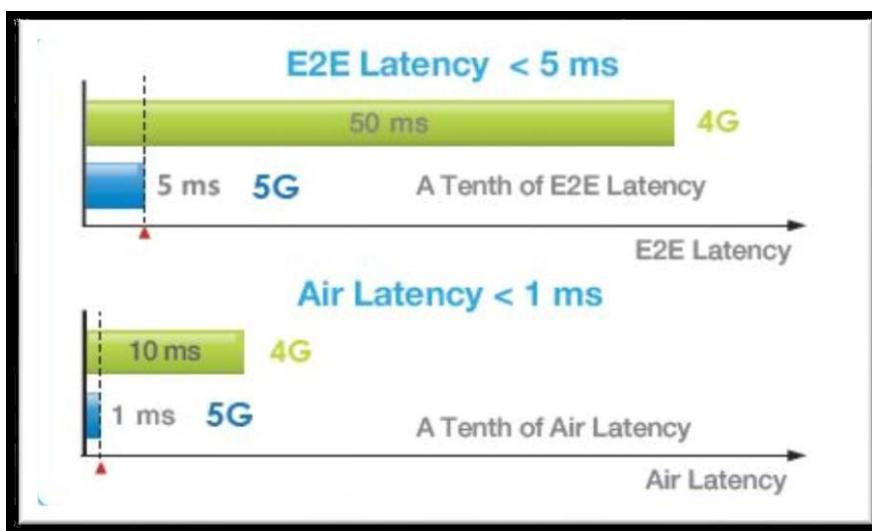 E2E Latency < 5 ms
50 ms 4G
5 ms 5G A Tenth of E2E Latency
E2E Latency
Air Latency < 1 ms
10 ms 4G
1 ms 5G A Tenth of Air Latency
Air Latency